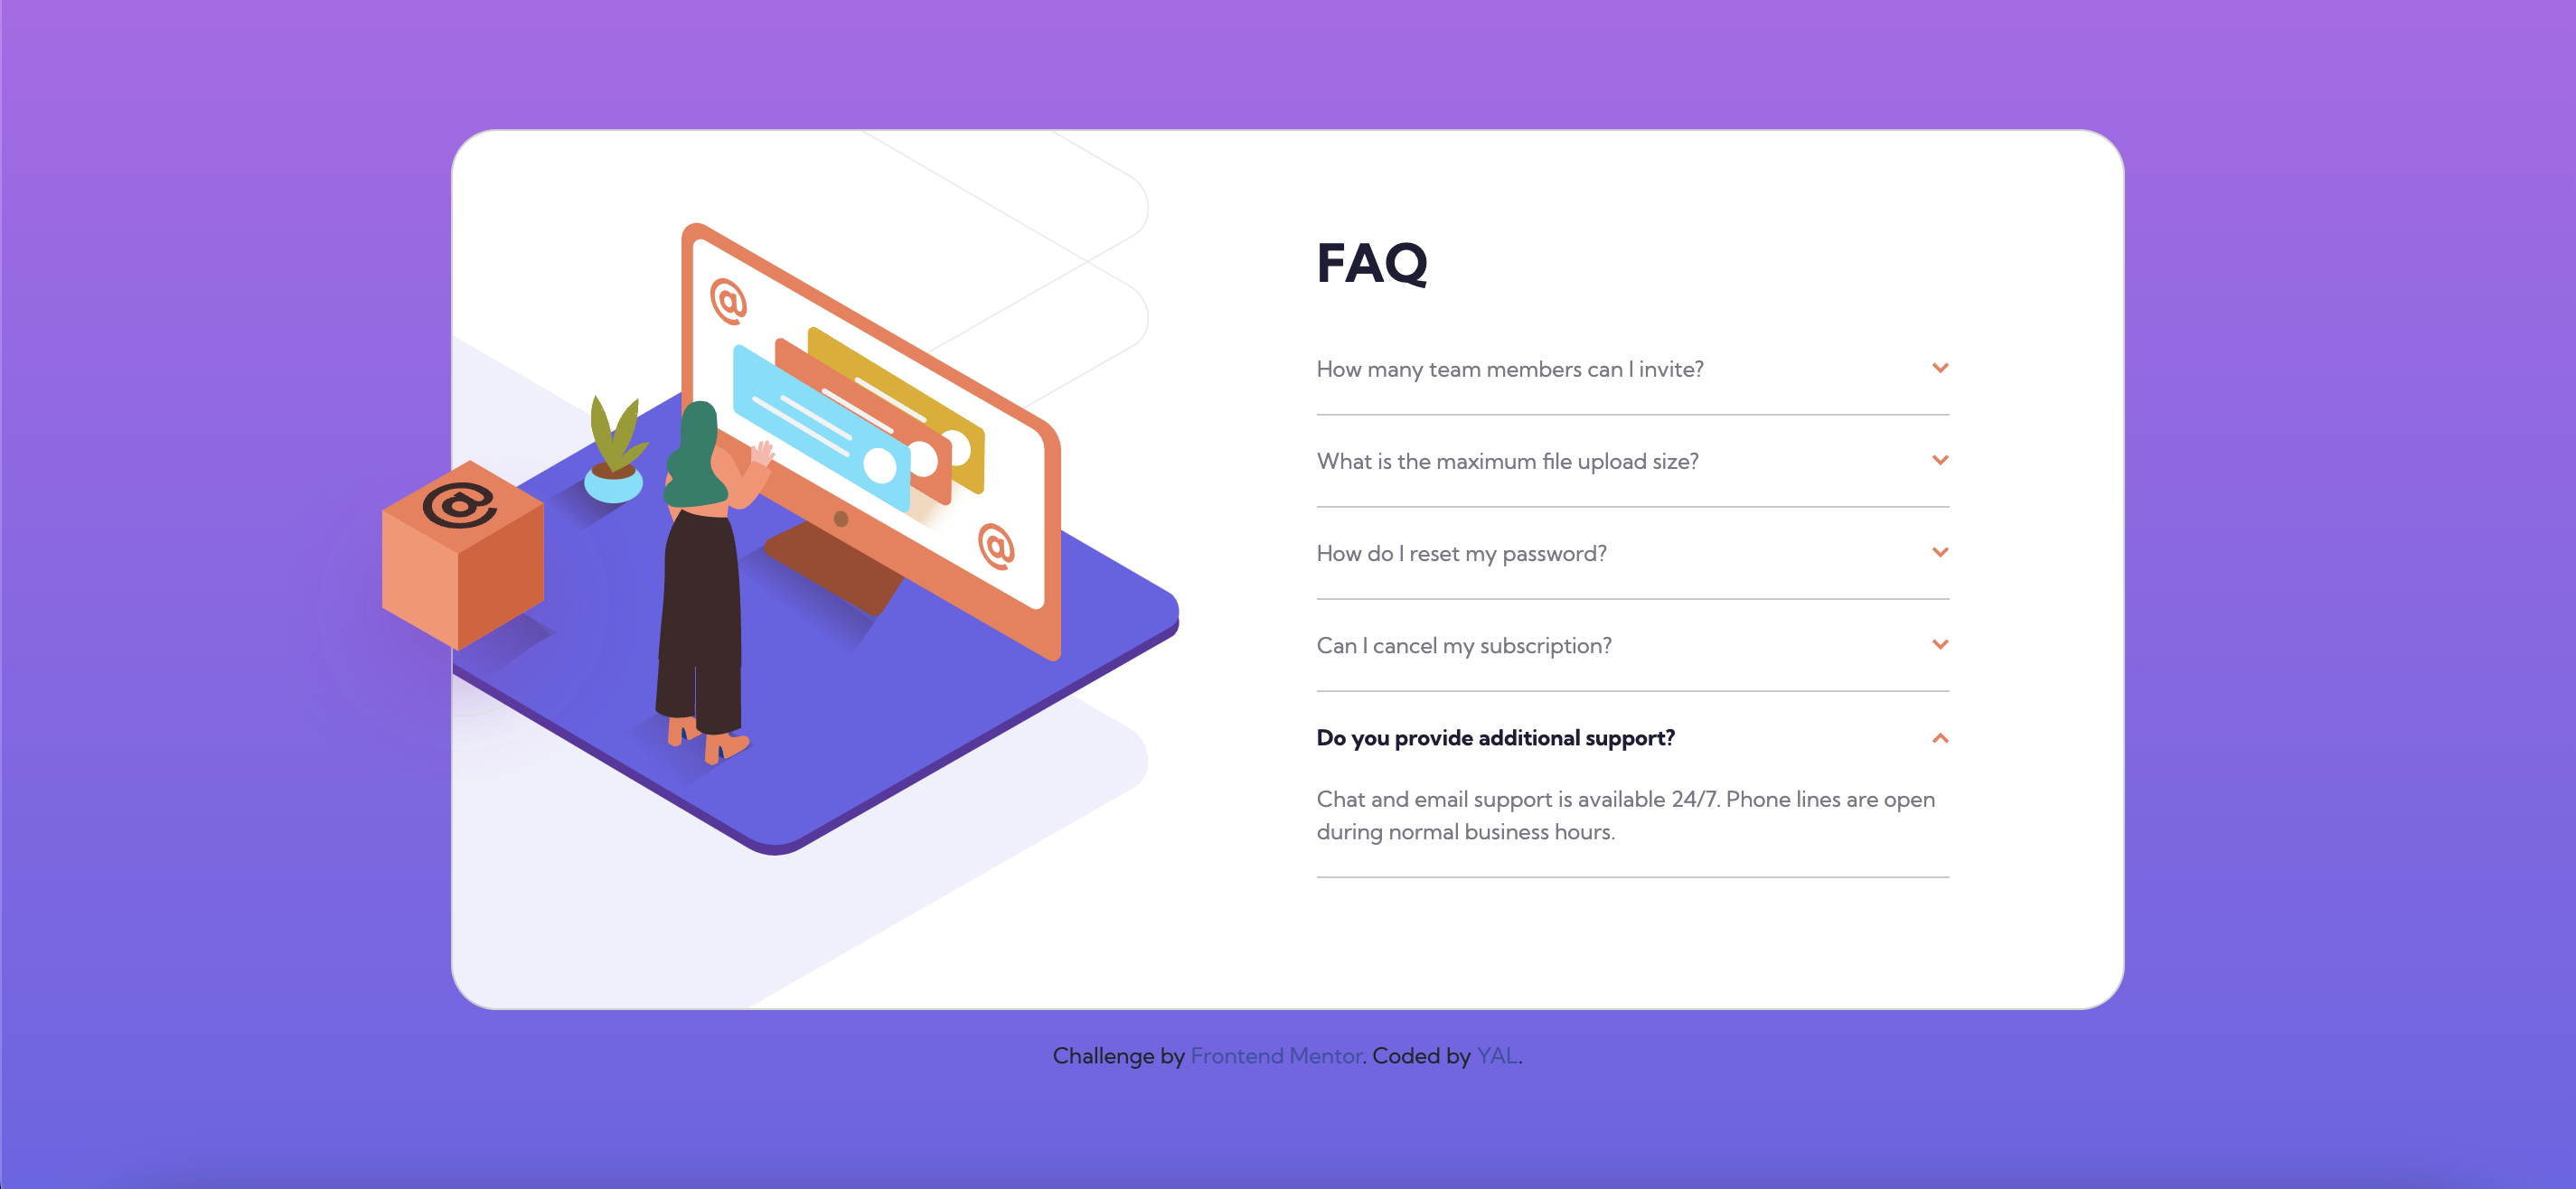 FAQ
How many team members can I invite?
What is the maximum file upload size?
How do I reset my password?
Can I cancel my subscription?
Do you provide additional support?
Chat and email support is available 24/7. Phone lines are open
during normal business hours.
@
@
@
Challenge by Frontend Mentor. Coded by YAL.